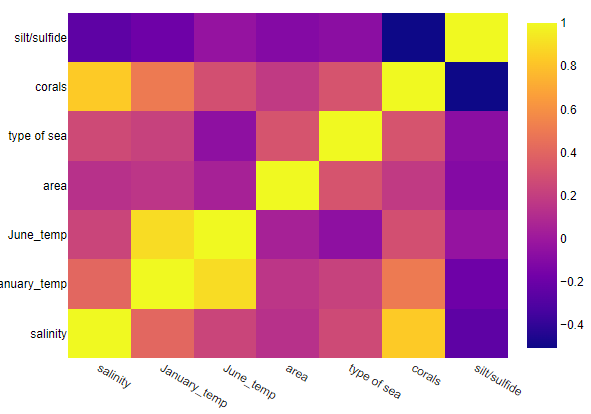 silt/sulfide
corals
type of sea
area
June_temp
anuary_temp
salinity
salinity
January_temp
June_temp
area
type of sea
corals
silt/sulfide
1
0.8
0.6
0.4
0.2
0
−0.2
−0.4